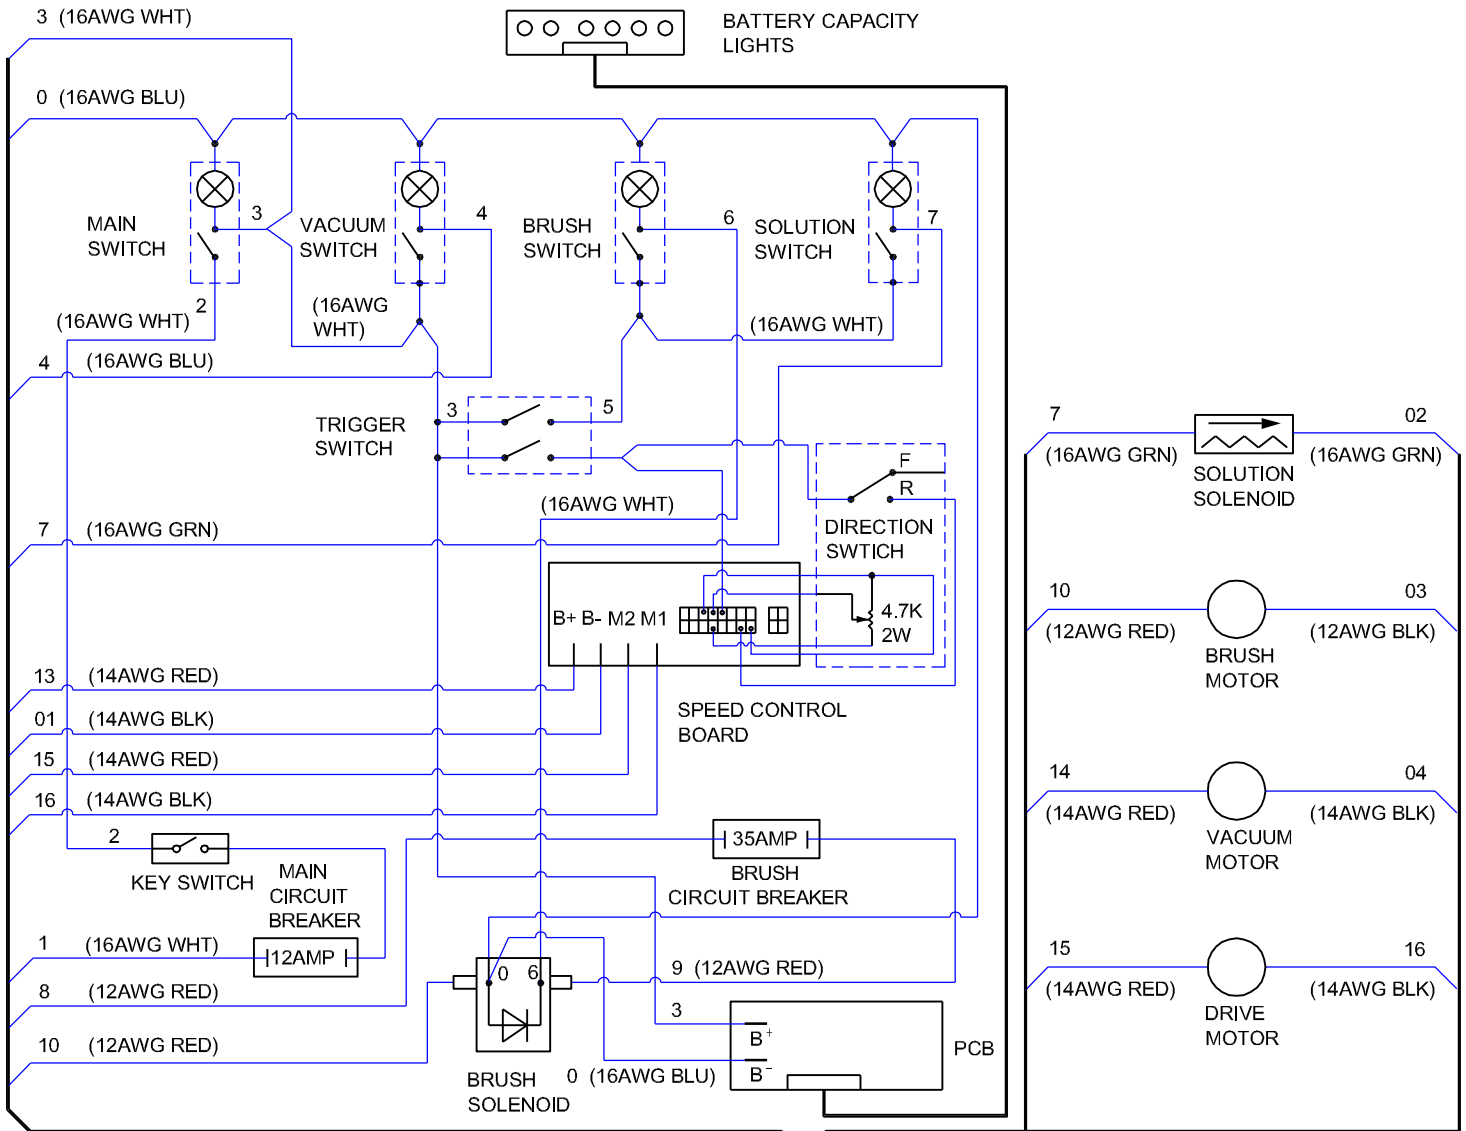 3 (16AWG WHT)
BATTERY CAPACITY
LIGHTS
0 (16AWG BLU)
MAIN
SWITCH
3
VACUUM
SWITCH
4
BRUSH
SWITCH
6
SOLUTION
SWITCH
7
2
(16AWG WHT)
(16AWG
WHT)
(16AWG WHT)
4 (16AWG BLU)
TRIGGER
SWITCH
3
5
F
R
DIRECTION
SWTICH
(16AWG WHT)
7 (16AWG GRN)
B+ B- M2 M1
4.7K
2W
SPEED CONTROL
BOARD
13 (14AWG RED)
01 (14AWG BLK)
15 (14AWG RED)
16 (14AWG BLK)
2
KEY SWITCH
MAIN
CIRCUIT
BREAKER
12AMP
35AMP
BRUSH
CIRCUIT BREAKER
1 (16AWG WHT)
8 (12AWG RED)
10 (12AWG RED)
0 6
9 (12AWG RED)
BRUSH
SOLENOID
0 (16AWG BLU)
3
B+
B-
PCB
7
(16AWG GRN)
SOLUTION
SOLENOID
02
(16AWG GRN)
10
(12AWG RED)
BRUSH
MOTOR
03
(12AWG BLK)
14
(14AWG RED)
VACUUM
MOTOR
04
(14AWG BLK)
15
(14AWG RED)
DRIVE
MOTOR
16
(14AWG BLK)